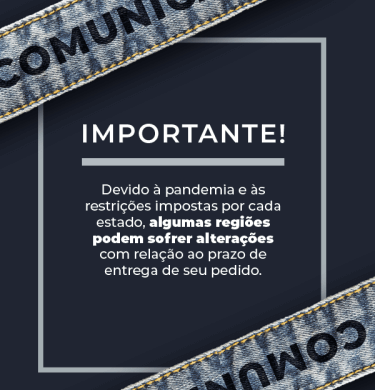 COMUNI
IMPORTANTE!
Devido à pandemia e às
restrições impostas por cada
estado, algumas regiões
podem sofrer alterações
com relação ao prazo de
entrega de seu pedido.
COMUN